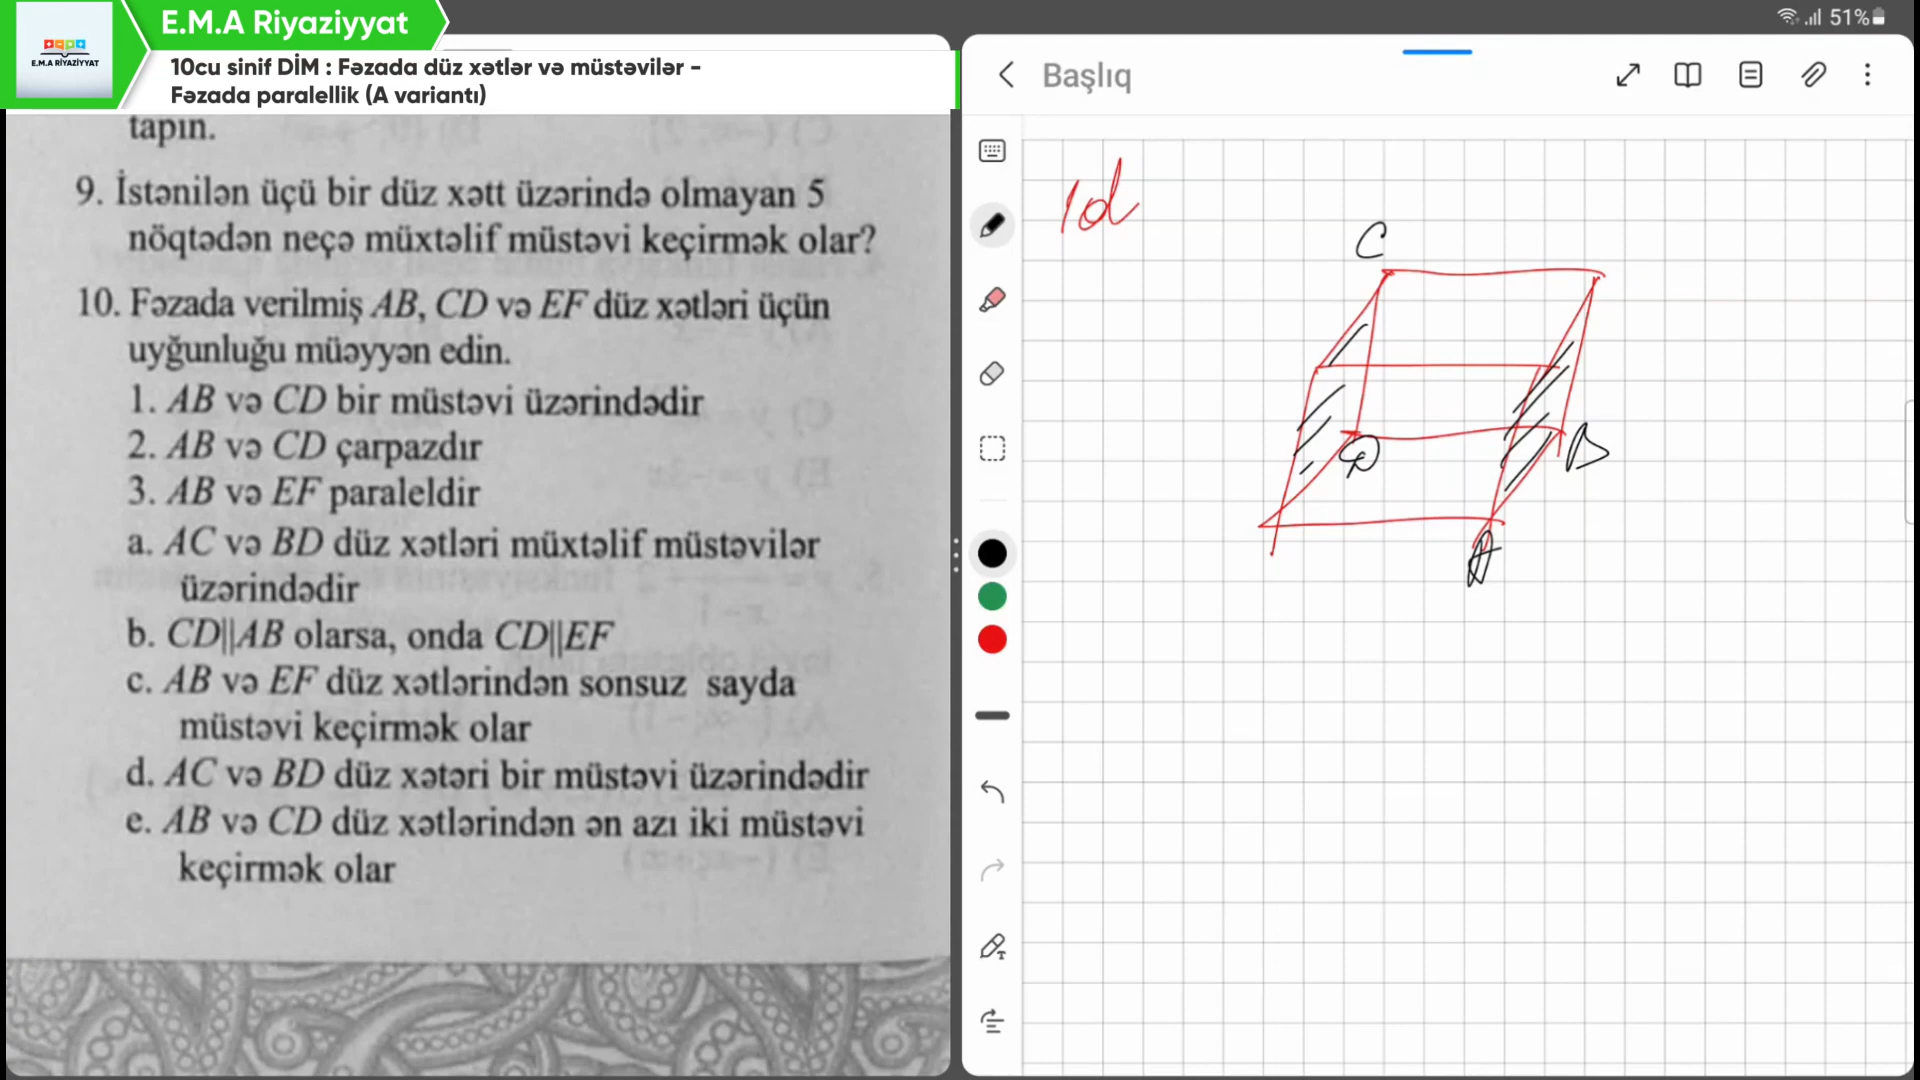 E.M.A Riyaziyyat
E.M.A RİYAZİYYAT
10cu sinif DİM : Fəzada düz xətlər və müstəvilər -
Fəzada paralellik (A variantı)
51%
Başlıq
tapın.
9. İstənilən üçü bir düz xətt üzərində olmayan 5
nöqtədən neçə müxtəlif müstəvi keçirmək olar?
10. Fəzada verilmiş AB, CD və EF düz xətləri üçün
uyğunluğu müəyyən edin.
1. AB və CD bir müstəvi üzərindədir
2. AB və CD çarpazdır
3. AB və EF paraleldir
a. AC və BD düz xətləri müxtəlif müstəvilər
üzərindədir
b. CD||AB olarsa, onda CD||EF
c. AB və EF düz xətlərindən sonsuz sayda
müstəvi keçirmək olar
d. AC və BD düz xətəri bir müstəvi üzərindədir
e. AB və CD düz xətlərindən ən azı iki müstəvi
keçirmək olar
1d
C
D
B
A